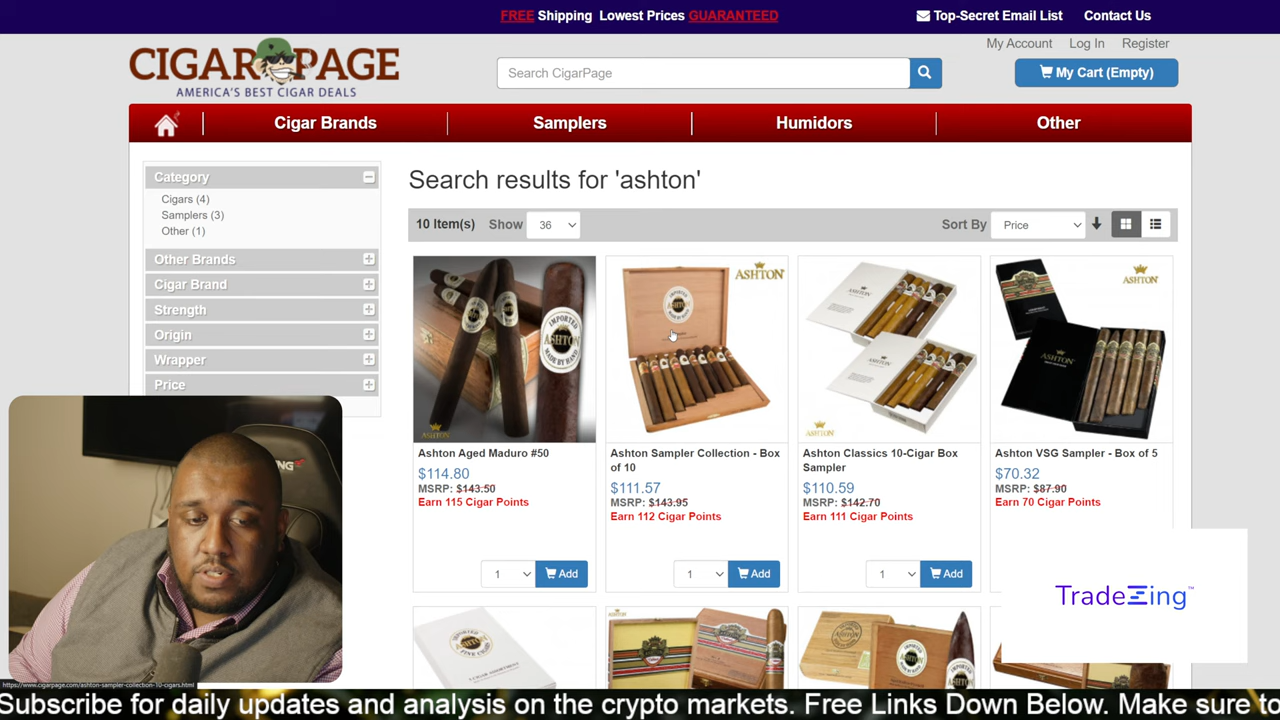 FREE Shipping Lowest Prices GUARANTEED
Top-Secret Email List
Contact Us
CIGAR PAGE
AMERICA'S BEST CIGAR DEALS
Search CigarPage
My Account
Log In
Register
My Cart (Empty)
Cigar Brands
Samplers
Humidors
Other
Category
Cigars (4)
Samplers (3)
Other (1)
Other Brands
Cigar Brand
Strength
Origin
Wrapper
Price
Search results for 'ashton'
10 Item(s)
Show
36
Sort By
Price
ASHTON
Ashton Aged Maduro #50
$114.80
MSRP: $143.50
Earn 115 Cigar Points
1
Add
ASHTON
Ashton Sampler Collection - Box
of 10
$111.57
MSRP: $143.95
Earn 112 Cigar Points
1
Add
ASHTON
Ashton Classics 10-Cigar Box
Sampler
$110.59
MSRP: $142.70
Earn 111 Cigar Points
1
Add
ASHTON
ASHTON
Ashton VSG Sampler - Box of 5
$70.32
MSRP: $87.90
Earn 70 Cigar Points
TradeZing™
https://www.cigarpage.com/ashton-sampler-collection-10-cigars.html
Subscribe for daily updates and analysis on the crypto markets. Free Links Down Below. Make sure to